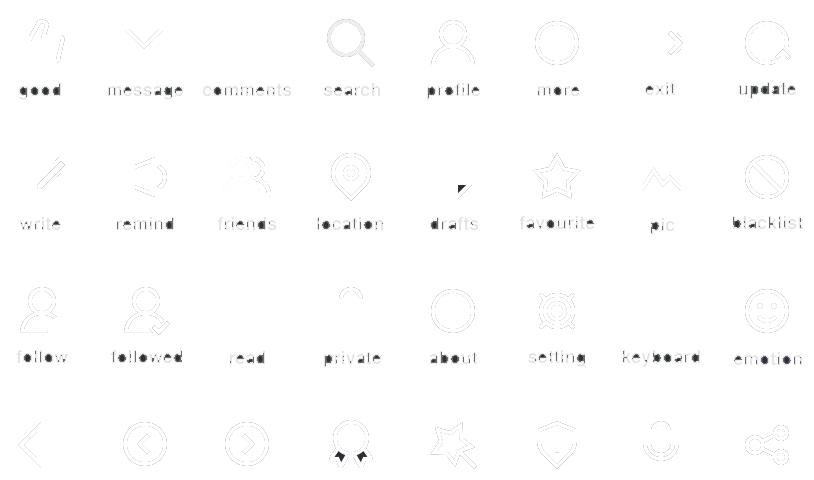 good message comments search profile more exit update
write remind friends location drafts favourite pic blacklist
follow followed read private about setting keyboard emotion